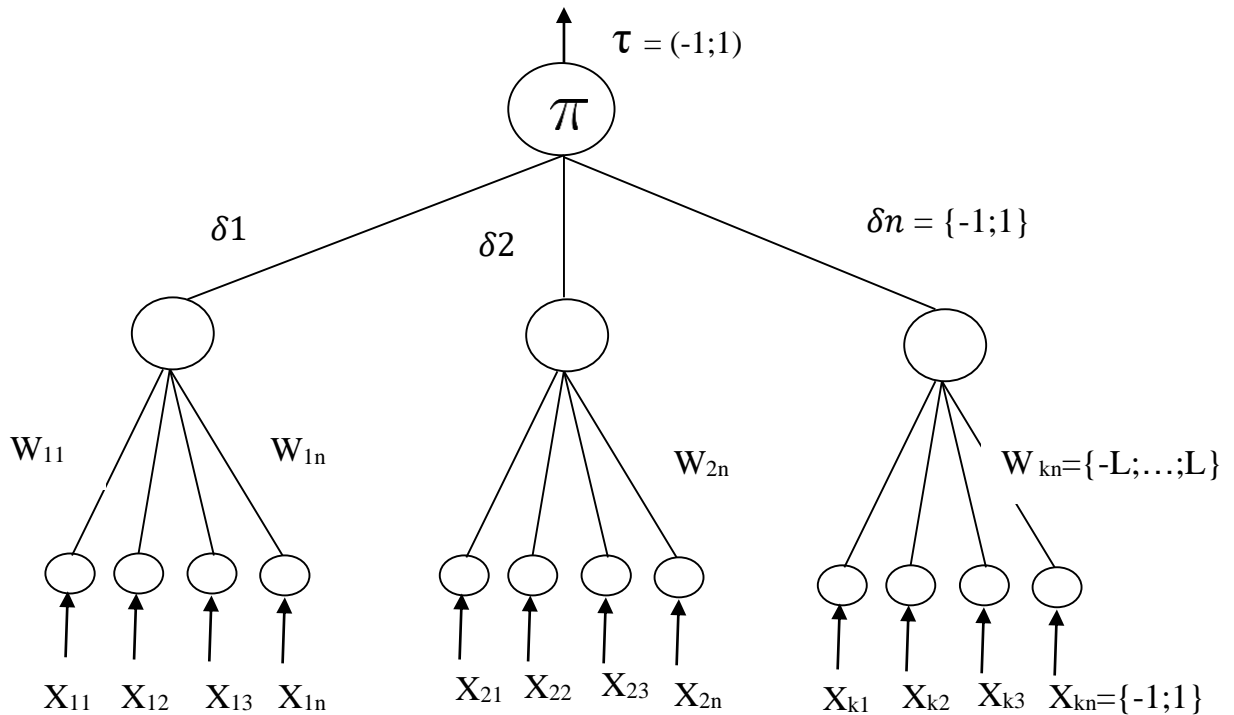 τ = (-1;1)
π
δ1
δ2
δn = {-1;1}
W11
W1n
W2n
Wkn={-L;…;L}
X11 X12 X13 X1n X21 X22 X23 X2n Xk1 Xk2 Xk3 Xkn={-1;1}